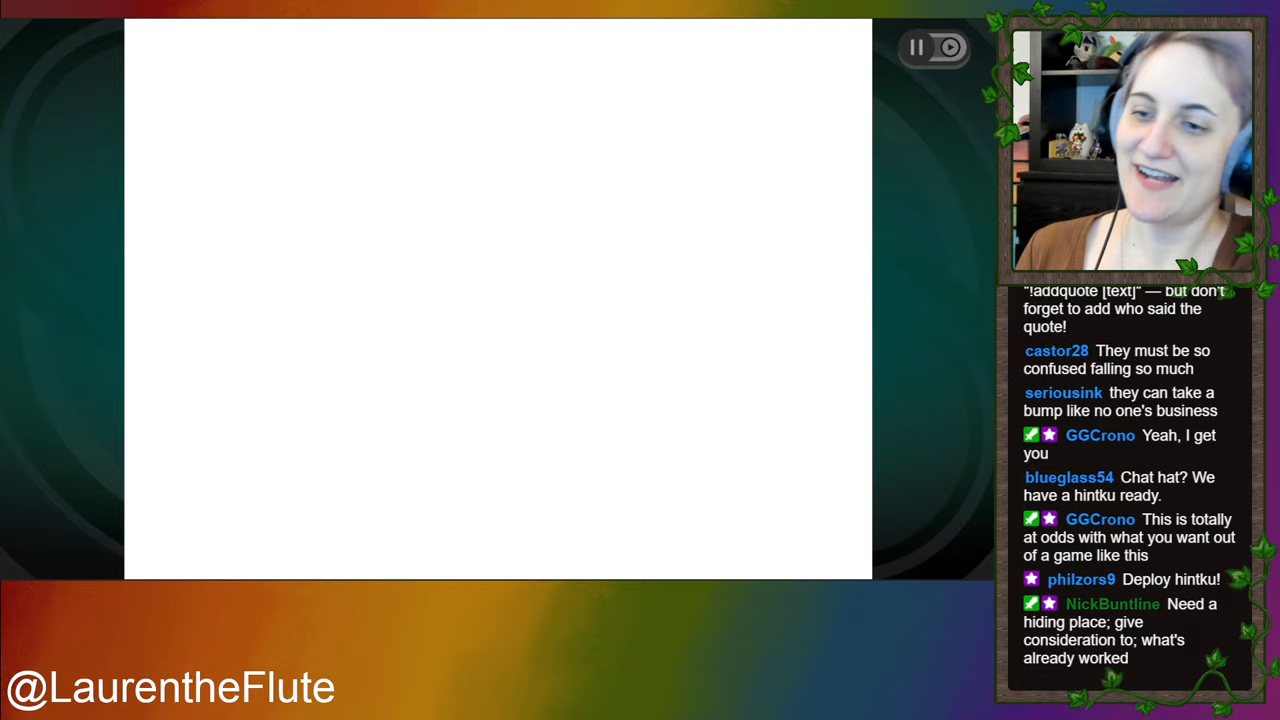 "!addquote [text]" — but don't
forget to add who said the
quote!
castor28 They must be so
confused falling so much
seriousink they can take a
bump like no one's business
GGCrono Yeah, I get
you
blueglass54 Chat hat? We
have a hintku ready.
GGCrono This is totally
at odds with what you want out
of a game like this
philzors9 Deploy hintku!
NickBuntline Need a
hiding place; give
consideration to; what's
already worked
@LaurentheFlute